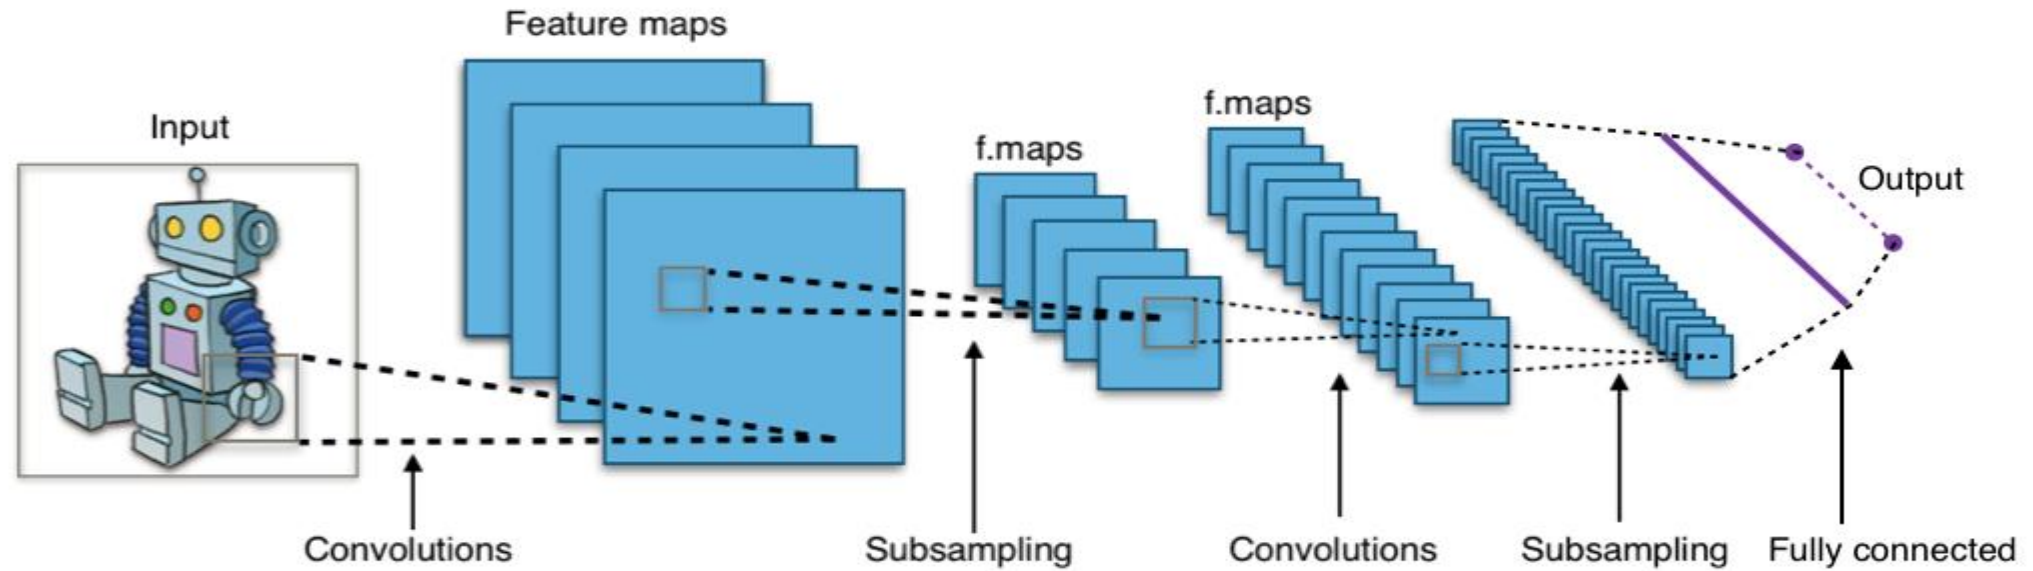 Feature maps
f.maps
Input
f.maps
Output
Convolutions
Subsampling
Convolutions
Subsampling
Fully connected